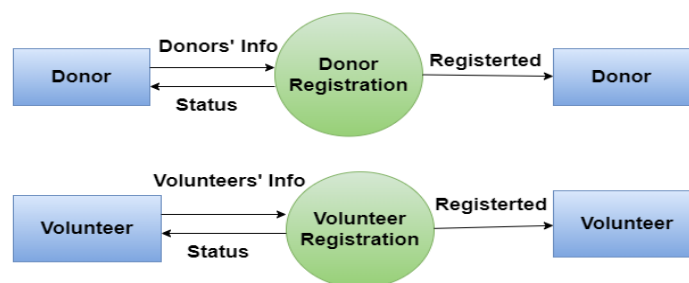 Donors' Info
Donor
Donor
Registration
Registerted
Donor
Status
Volunteers' Info
Volunteer
Volunteer
Registration
Registerted
Volunteer
Status